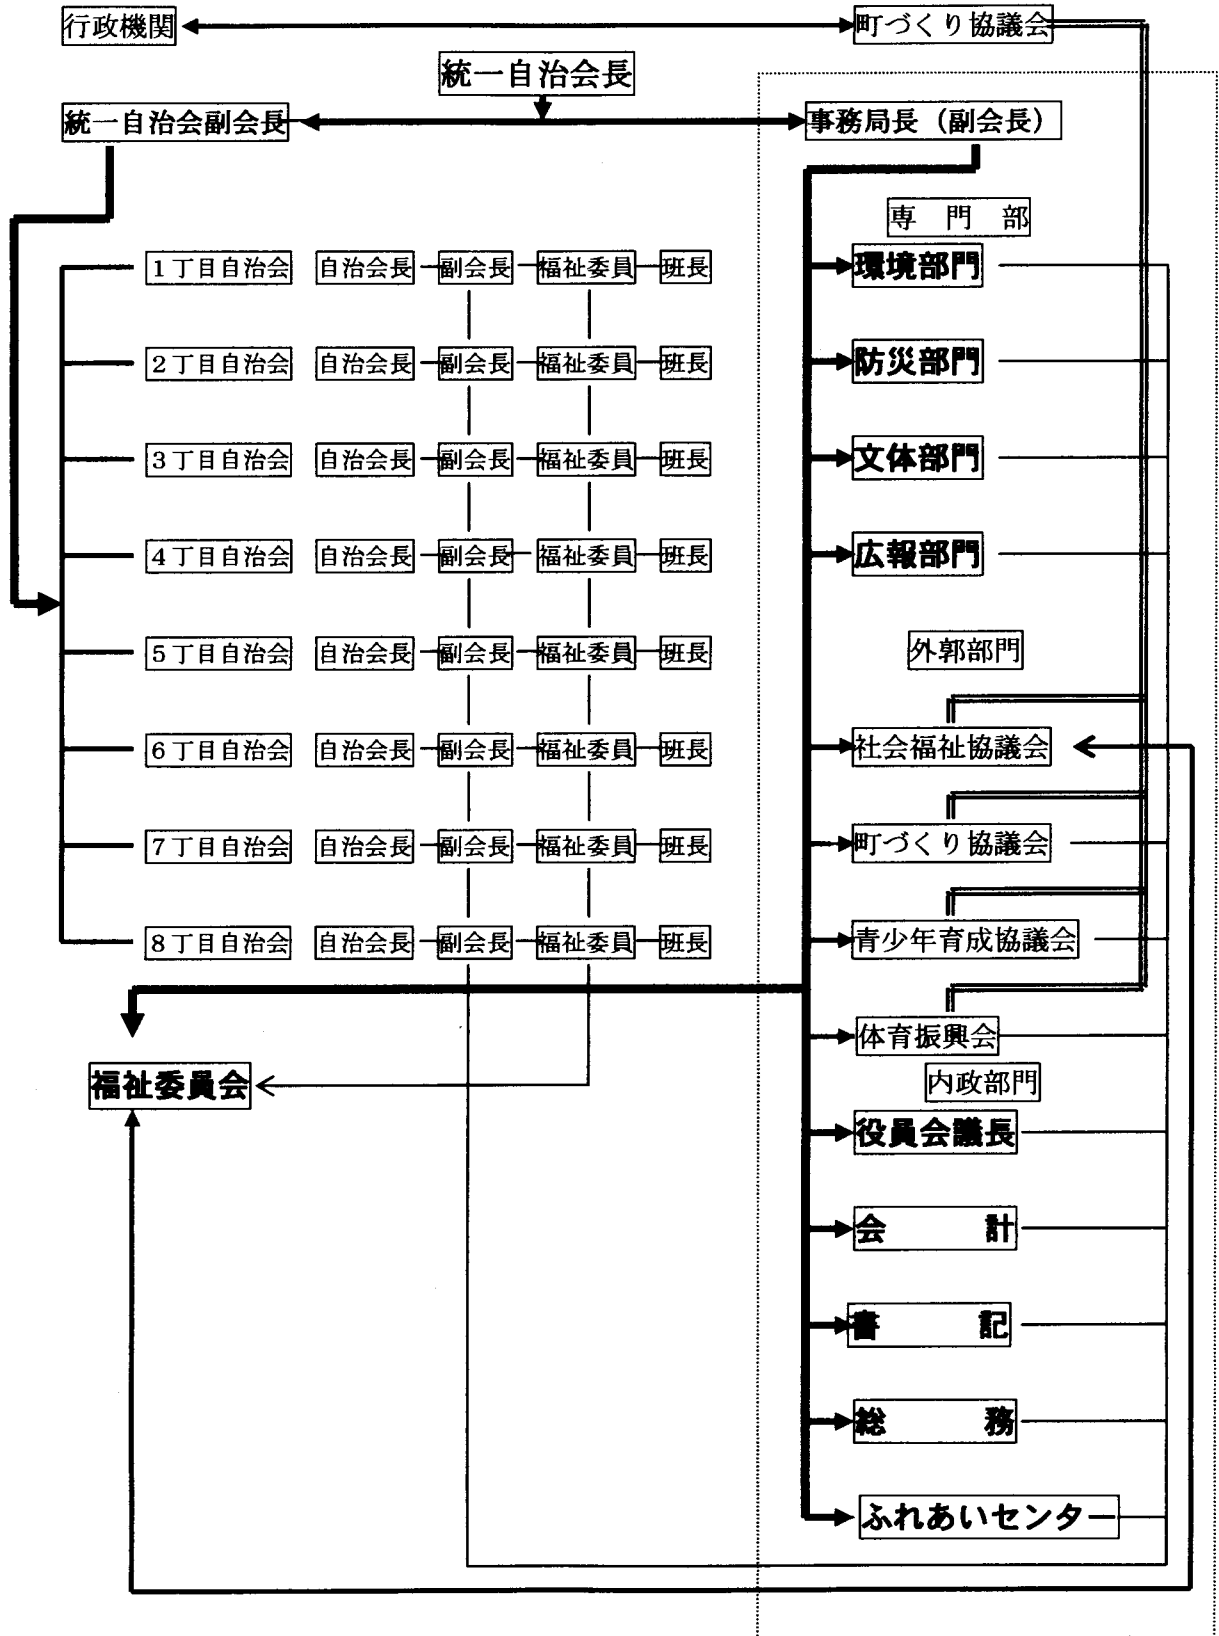 行政機関 町づくり協議会
統一自治会長
統一自治会副会長 事務局長（副会長）
専 門 部
1丁目自治会 自治会長 副会長 福祉委員 班長 環境部門
2丁目自治会 自治会長 副会長 福祉委員 班長 防災部門
3丁目自治会 自治会長 副会長 福祉委員 班長 文体部門
4丁目自治会 自治会長 副会長 福祉委員 班長 広報部門
5丁目自治会 自治会長 副会長 福祉委員 班長 外郭部門
6丁目自治会 自治会長 副会長 福祉委員 班長 社会福祉協議会
7丁目自治会 自治会長 副会長 福祉委員 班長 町づくり協議会
8丁目自治会 自治会長 副会長 福祉委員 班長 青少年育成協議会
体育振興会
福祉委員会 内政部門
役員会議長
会 計
書 記
総 務
ふれあいセンター